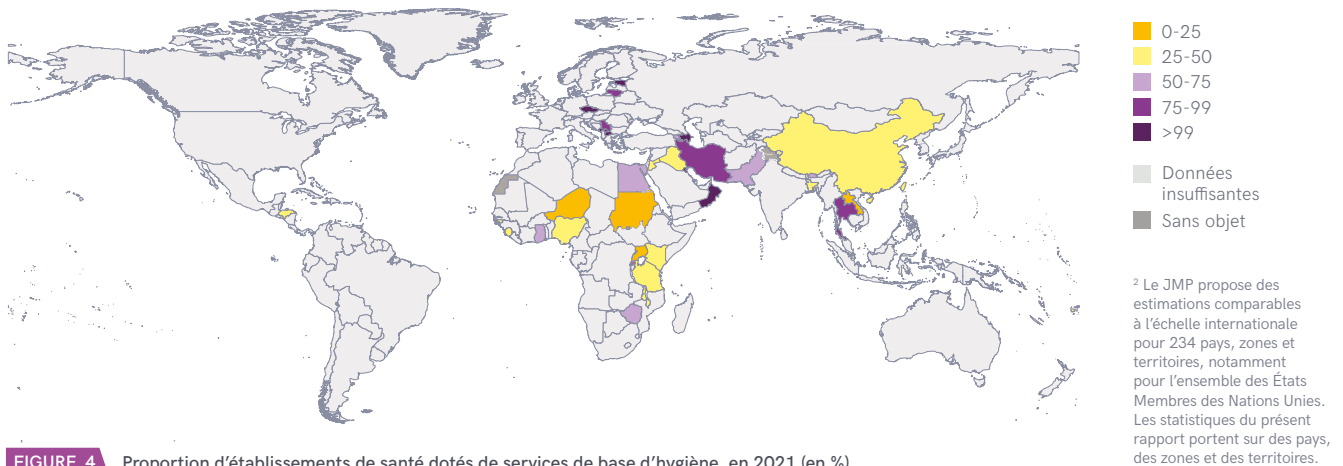 0-25
25-50
50-75
75-99
>99
Données
insuffisantes
Sans objet
² Le JMP propose des
estimations comparables
à l'échelle internationale
pour 234 pays, zones et
territoires, notamment
pour l'ensemble des États
Membres des Nations Unies.
Les statistiques du présent
rapport portent sur des pays,
des zones et des territoires.
FIGURE 4 Proportion d'établissements de santé dotés de services de base d'hygiène, en 2021 (en %)